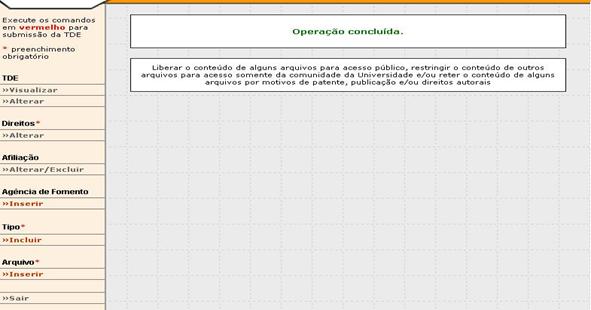 Execute os comandos
em vermelho para
submissão da TDE
* preenchimento
obrigatório
TDE
»Visualizar
»Alterar
Direitos*
»Alterar
Afiliação
»Alterar/Excluir
Agência de Fomento
»Inserir
Tipo*
»Incluir
Arquivo*
»Inserir
»Sair
Operação concluída.
Liberar o conteúdo de alguns arquivos para acesso público, restringir o conteúdo de outros
arquivos para acesso somente da comunidade da Universidade e/ou reter o conteúdo de alguns
arquivos por motivos de patente, publicação e/ou direitos autorais